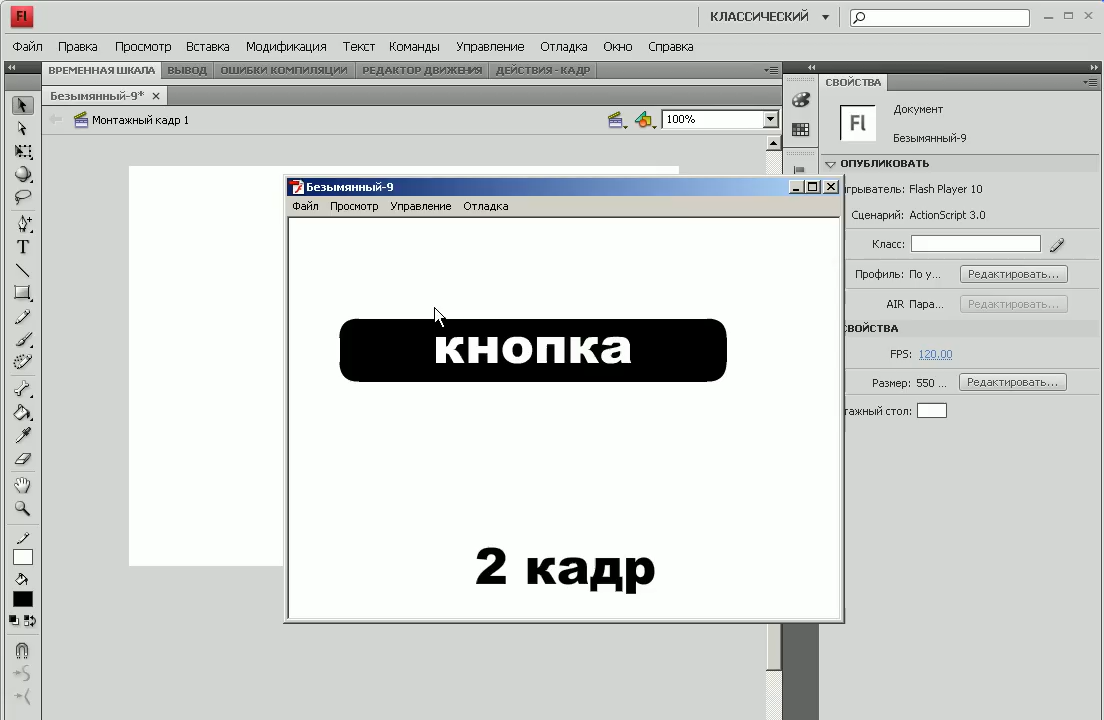 Fl
КЛАССИЧЕСКИЙ
Файл Правка Просмотр Вставка Модификация Текст Команды Управление Отладка Окно Справка
ВРЕМЕННАЯ ШКАЛА ВЫВОД ОШИБКИ КОМПИЛЯЦИИ РЕДАКТОР ДВИЖЕНИЯ ДЕЙСТВИЯ - КАДР
СВОЙСТВА
Безымянный-9*
Монтажный кадр 1
100%
Fl
Документ
Безымянный-9
ОПУБЛИКОВАТЬ
Безымянный-9
Файл Просмотр Управление Отладка
игрыватель: Flash Player 10
Сценарий: ActionScript 3.0
Класс:
Профиль: По у... Редактировать...
AIR Пара... Редактировать...
СВОЙСТВА
FPS: 120.00
Размер: 550 ... Редактировать...
тажный стол:
кнопка
2 кадр
T